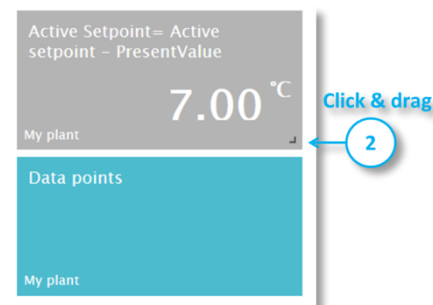 Active Setpoint= Active
setpoint – PresentValue
7.00 °C
My plant
Click & drag
2
Data points
My plant